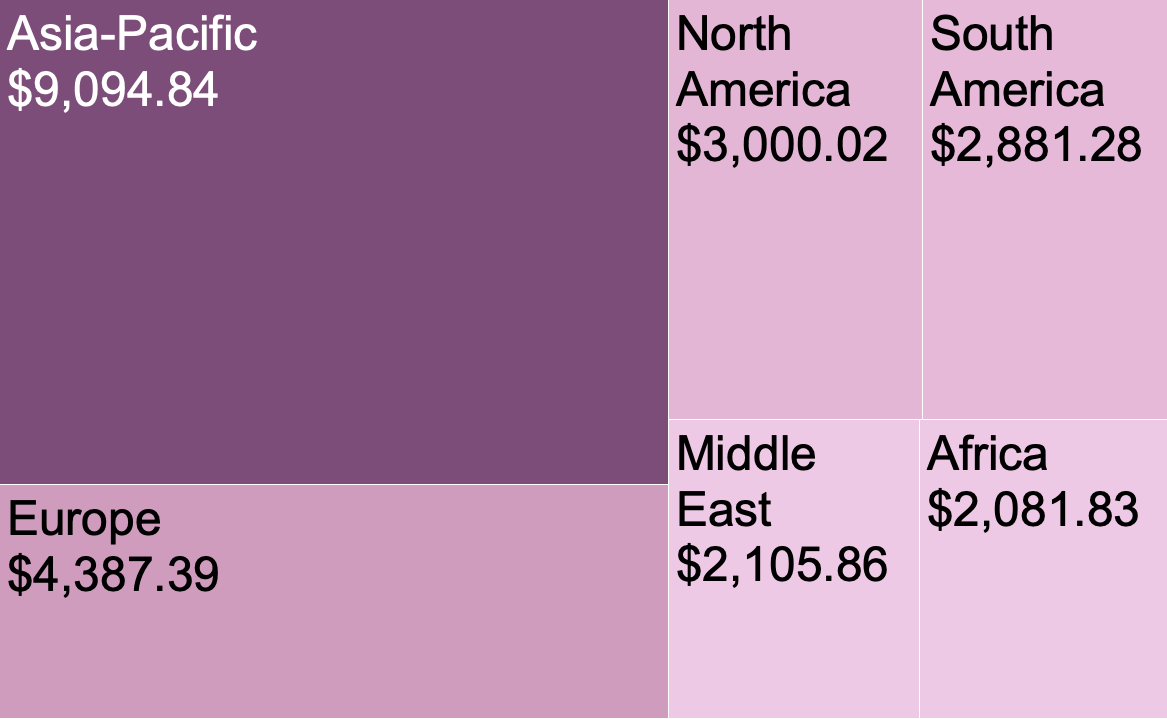 Asia-Pacific
$9,094.84
North
America
$3,000.02
South
America
$2,881.28
Europe
$4,387.39
Middle
East
$2,105.86
Africa
$2,081.83